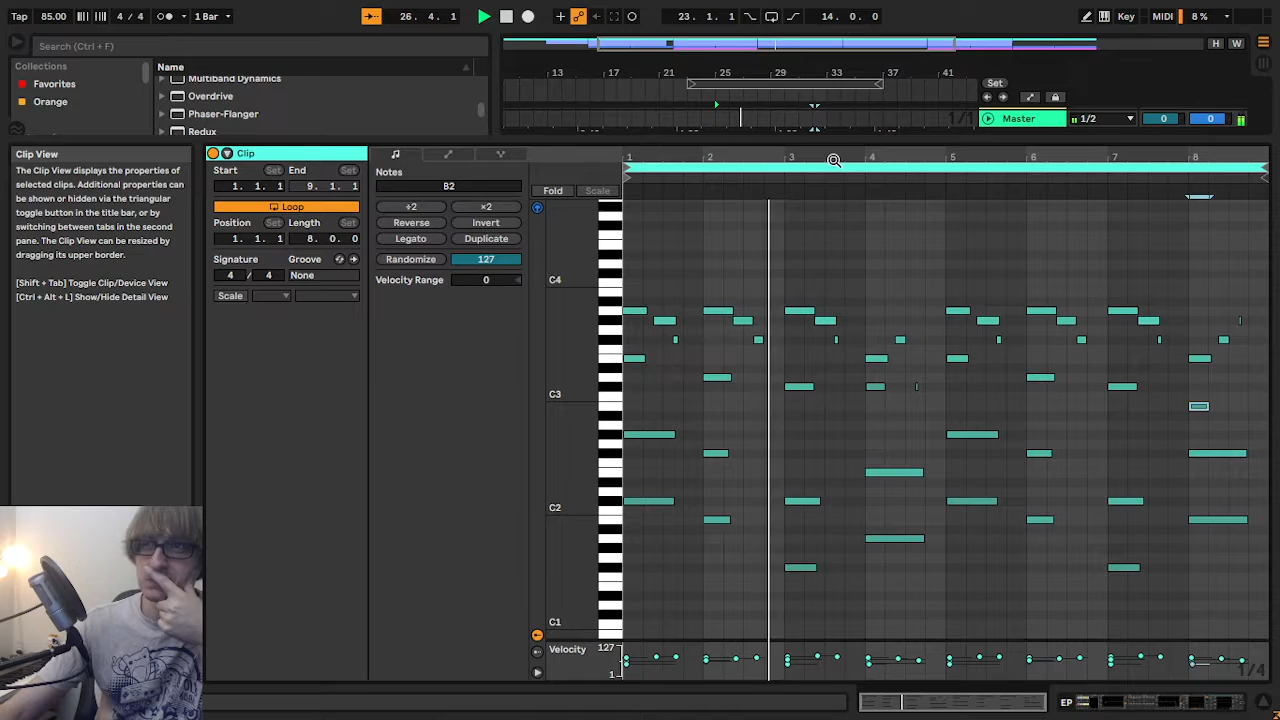 Tap 85.00 4 / 4 1 Bar 26. 4. 1 23. 1. 1 14. 0. 0 Key MIDI 8 %
Search (Ctrl + F)
Collections
Favorites
Orange
Name
Multiband Dynamics
Overdrive
Phaser-Flanger
Redux
H W
13 17 21 25 29 33 37 41
Set
1/1
Master 1/2 0 0
Clip View
The Clip View displays the properties of
selected clips. Additional properties can
be shown or hidden via the triangular
toggle button in the title bar, or by
switching between tabs in the second
pane. The Clip View can be resized by
dragging its upper border.
[Shift + Tab] Toggle Clip/Device View
[Ctrl + Alt + L] Show/Hide Detail View
Clip
Start Set End Set
1. 1. 1 9. 1. 1
Loop
Position Set Length Set
1. 1. 1 8. 0. 0
Signature Groove
4 / 4 None
Scale
Notes
B2
÷2 ×2
Reverse Invert
Legato Duplicate
Randomize 127
Velocity Range 0
1 2 3 4 5 6 7 8
Fold Scale
C4
C3
C2
C1
Velocity 127
1
1/4
EP